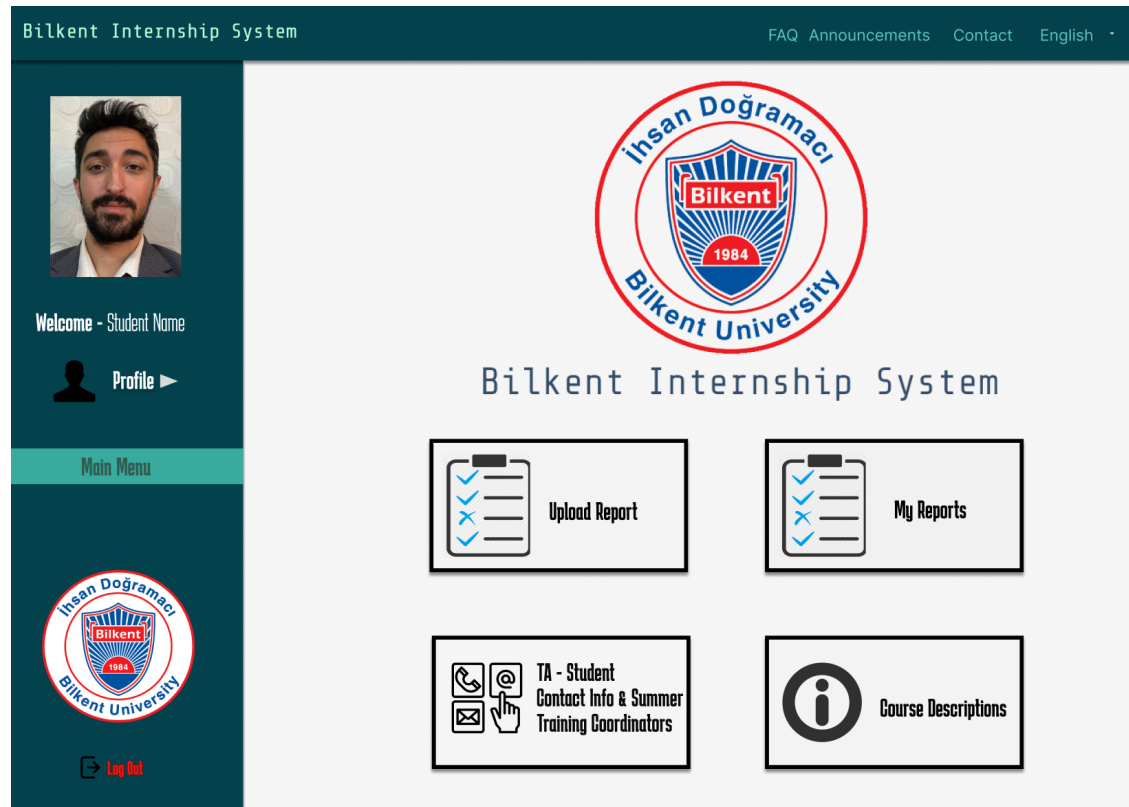 Bilkent Internship System
FAQ Announcements Contact English
İhsan Doğramacı
Bilkent
1984
Bilkent University
Welcome - Student Name
Profile
Main Menu
Bilkent Internship System
Upload Report
My Reports
TA - Student
Contact Info & Summer
Training Coordinators
Course Descriptions
İhsan Doğramacı
Bilkent
1984
Bilkent University
Log Out